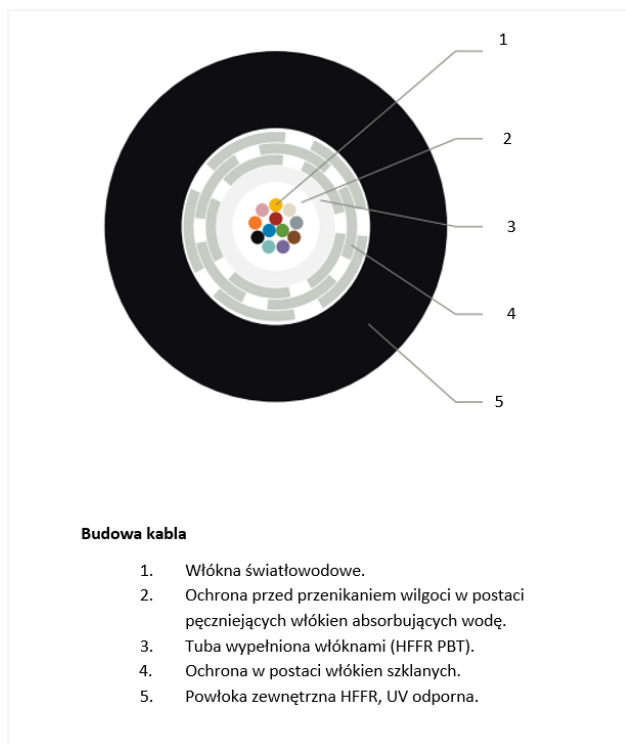 1
2
3
4
5
Budowa kabla
1. Włókna światłowodowe.
2. Ochrona przed przenikaniem wilgoci w postaci
pęczniejących włókien absorbujących wodę.
3. Tuba wypełniona włóknami (HFFR PBT).
4. Ochrona w postaci włókien szklanych.
5. Powłoka zewnętrzna HFFR, UV odporna.